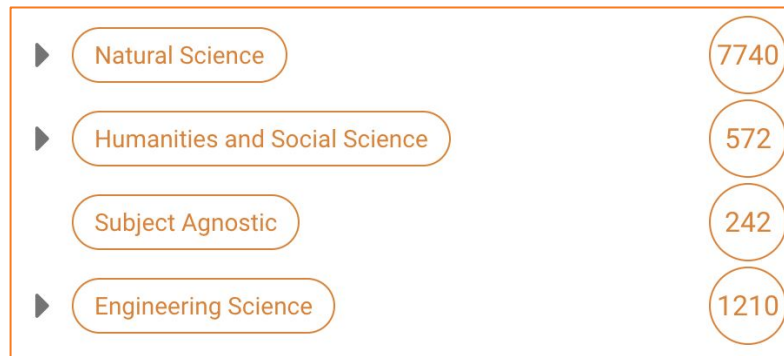 Natural Science 7740
Humanities and Social Science 572
Subject Agnostic 242
Engineering Science 1210